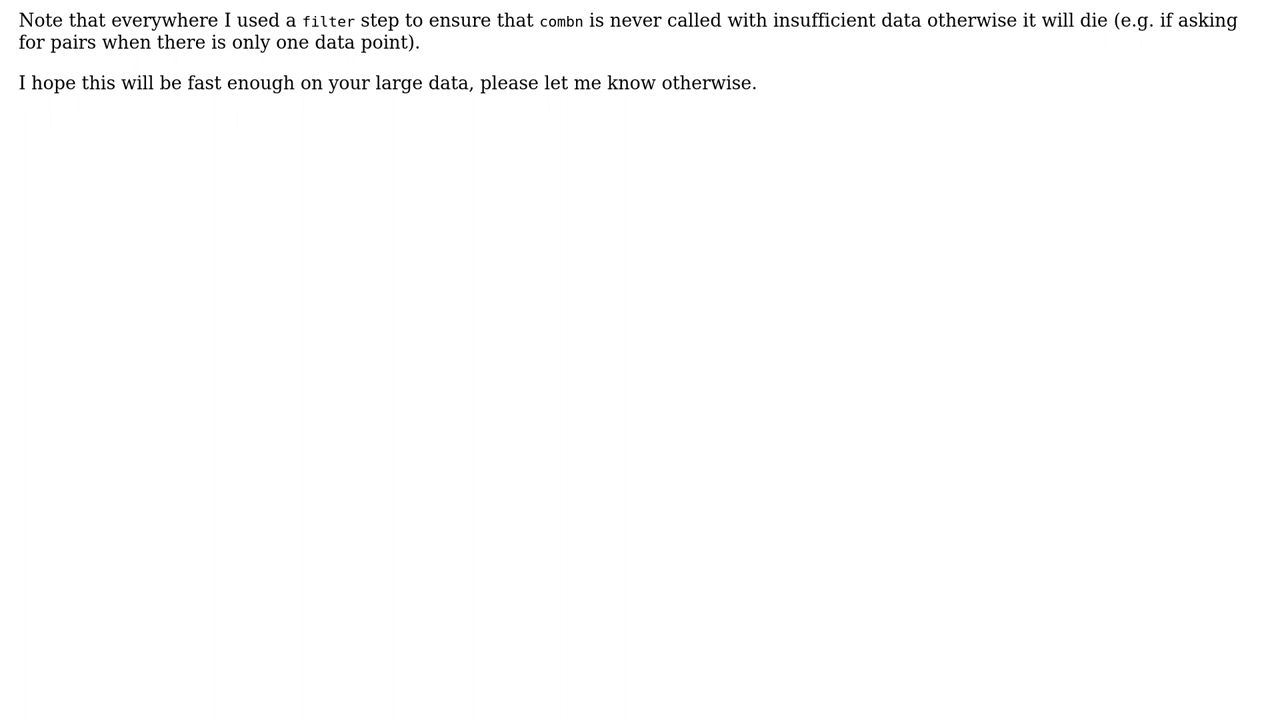 Note that everywhere I used a filter step to ensure that combn is never called with insufficient data otherwise it will die (e.g. if asking
for pairs when there is only one data point).
I hope this will be fast enough on your large data, please let me know otherwise.